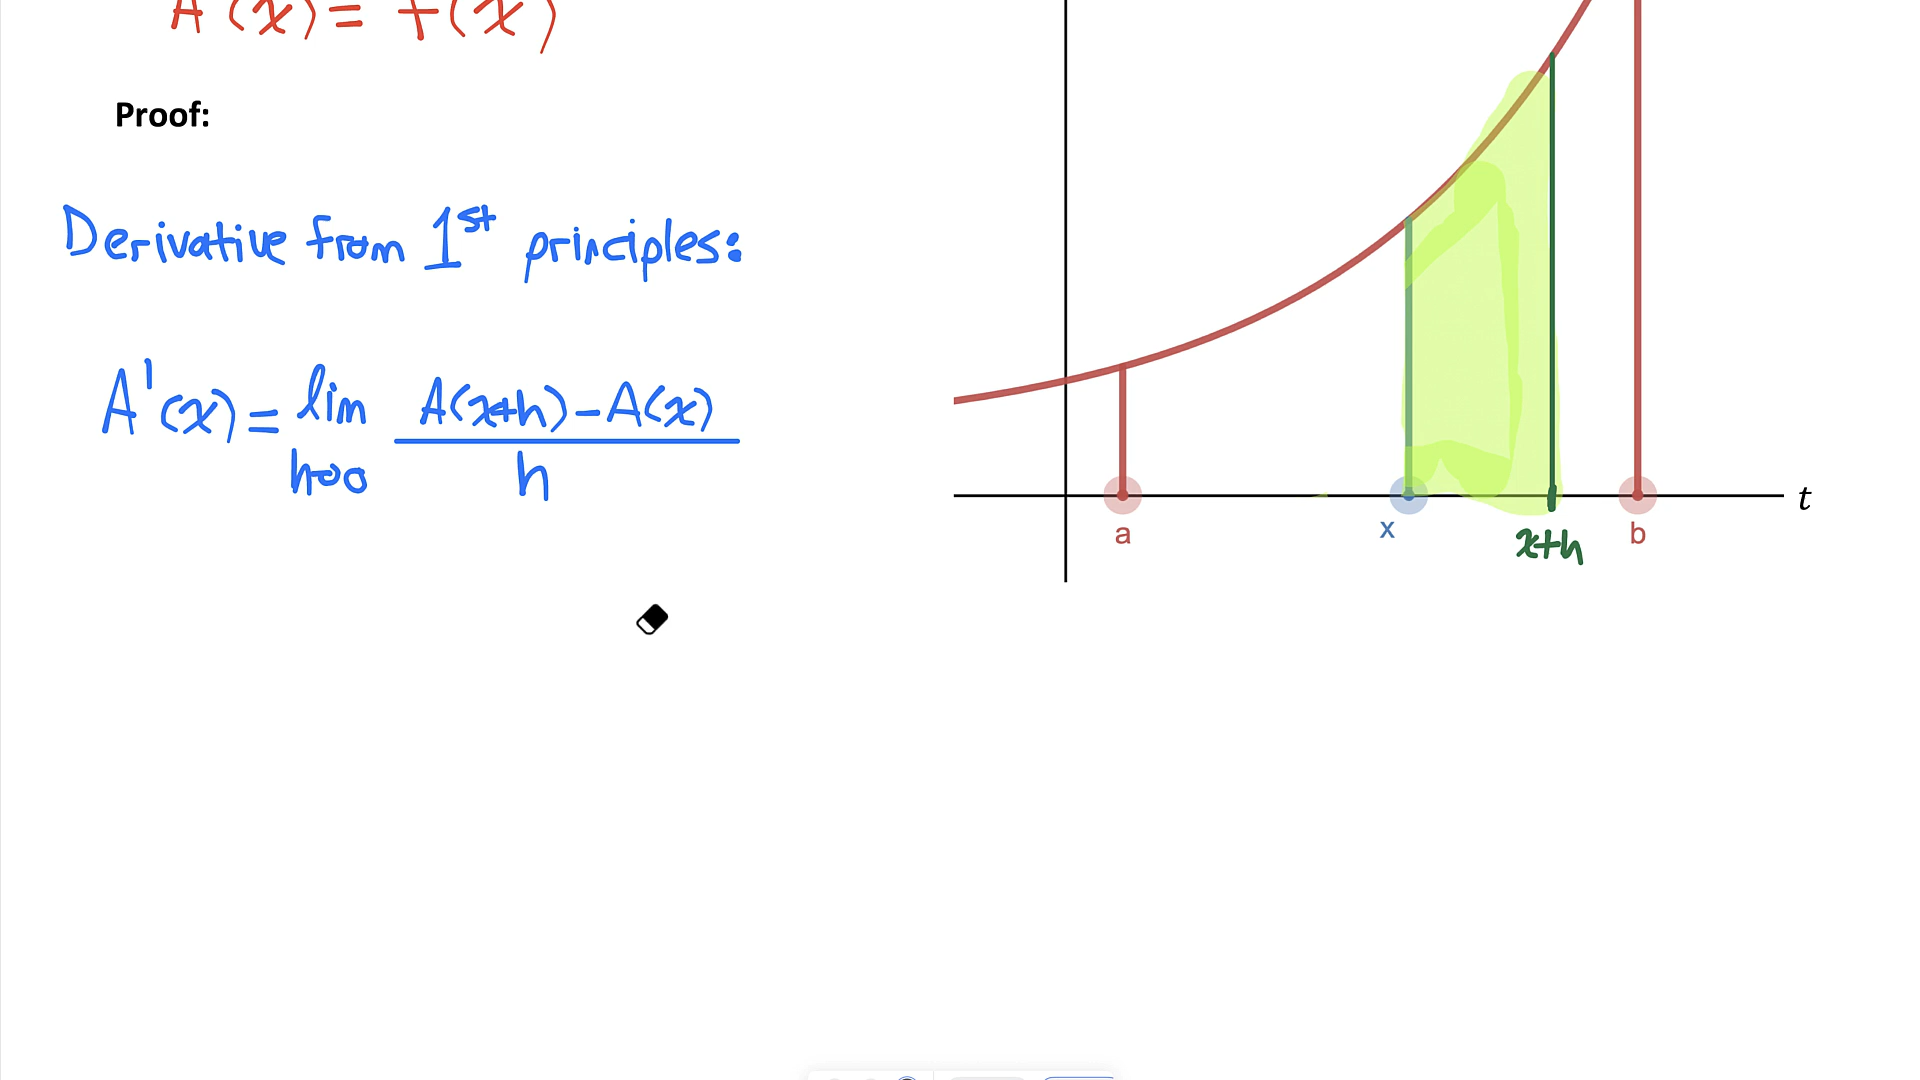 A'(x) = f(x)
Proof:
Derivative from 1st principles:
A'(x) = lim A(x+h) – A(x)
h→0 h
t
a
x
x+h
b